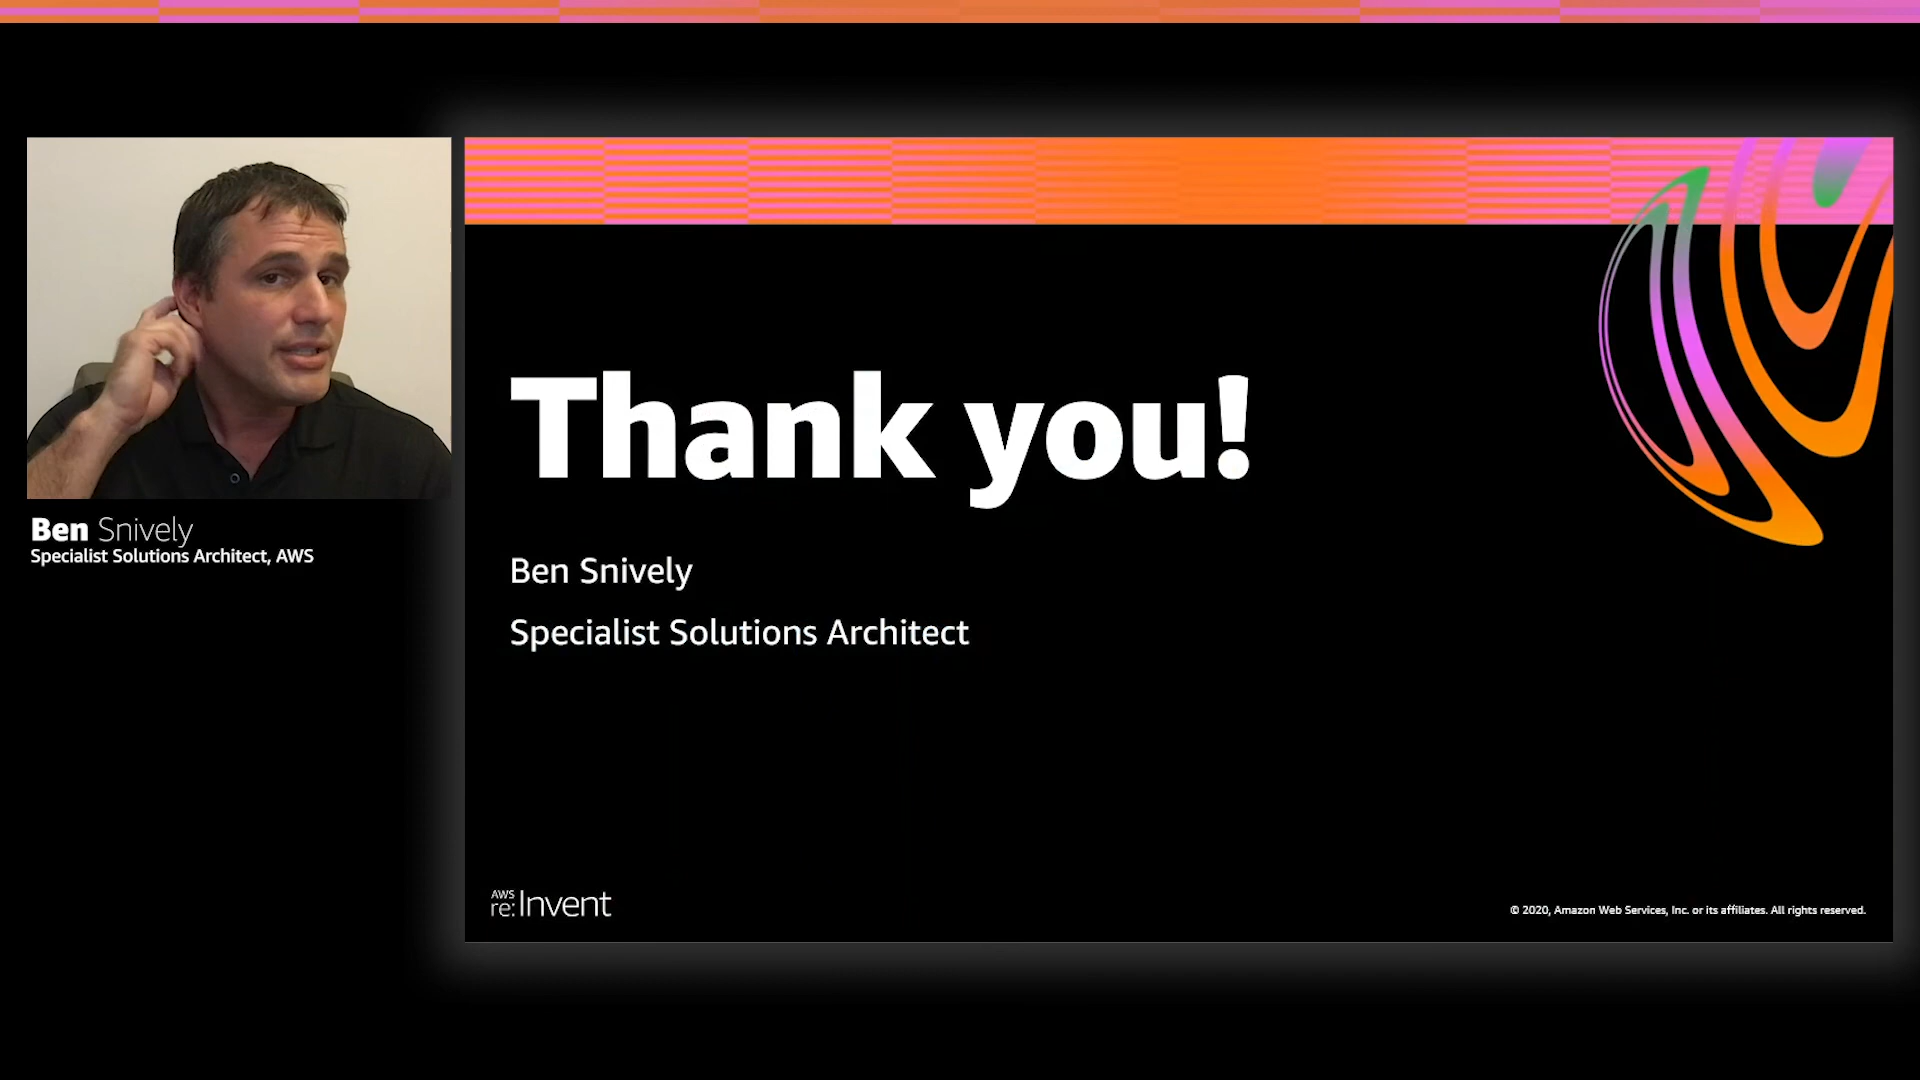 Ben Snively
Specialist Solutions Architect, AWS
Thank you!
Ben Snively
Specialist Solutions Architect
AWS
re:Invent
© 2020, Amazon Web Services, Inc. or its affiliates. All rights reserved.